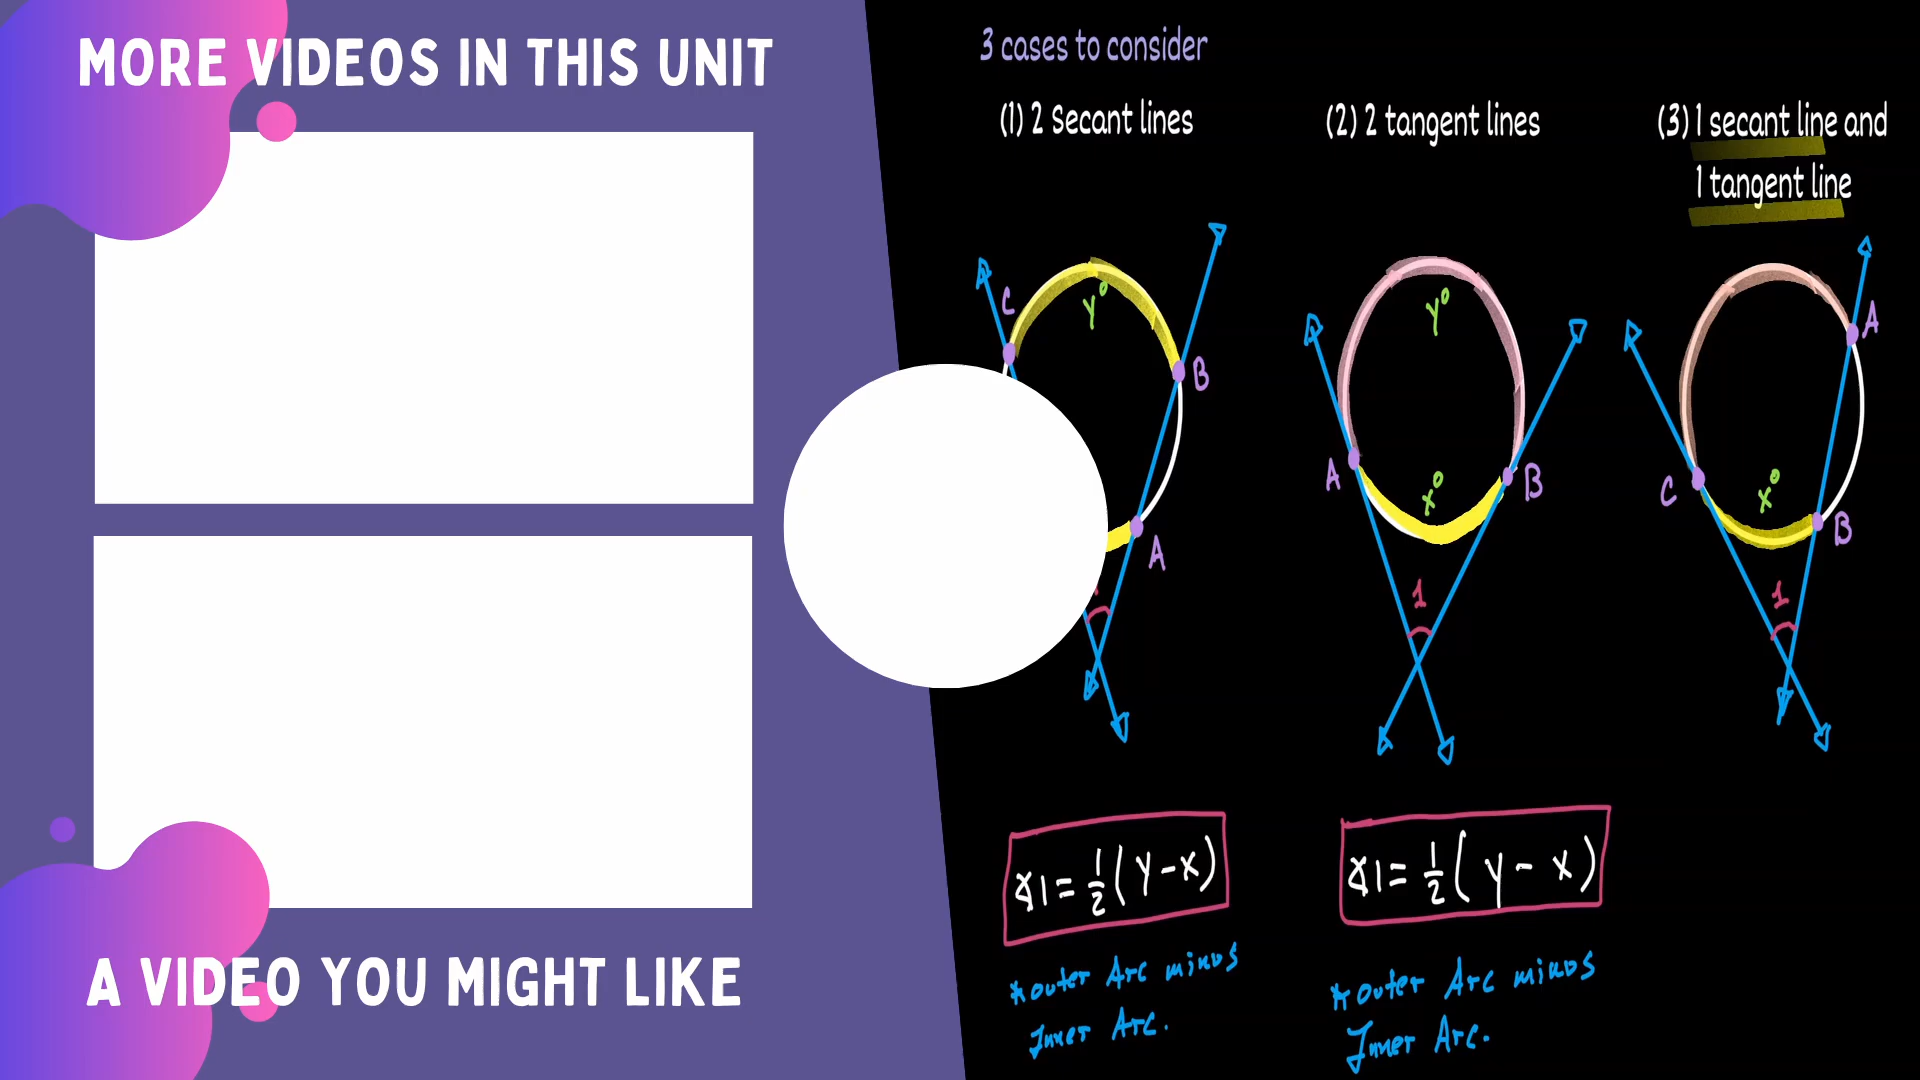 MORE VIDEOS IN THIS UNIT
A VIDEO YOU MIGHT LIKE
3 cases to consider
(1) 2 Secant lines
C
y°
B
A
∡1 = 1/2 (y - x)
*outer Arc minus
Inner Arc.
(2) 2 tangent lines
y°
A
x°
B
1
∡1 = 1/2 (y - x)
*outer Arc minus
Inner Arc.
(3) 1 secant line and
1 tangent line
A
C
x°
B
1